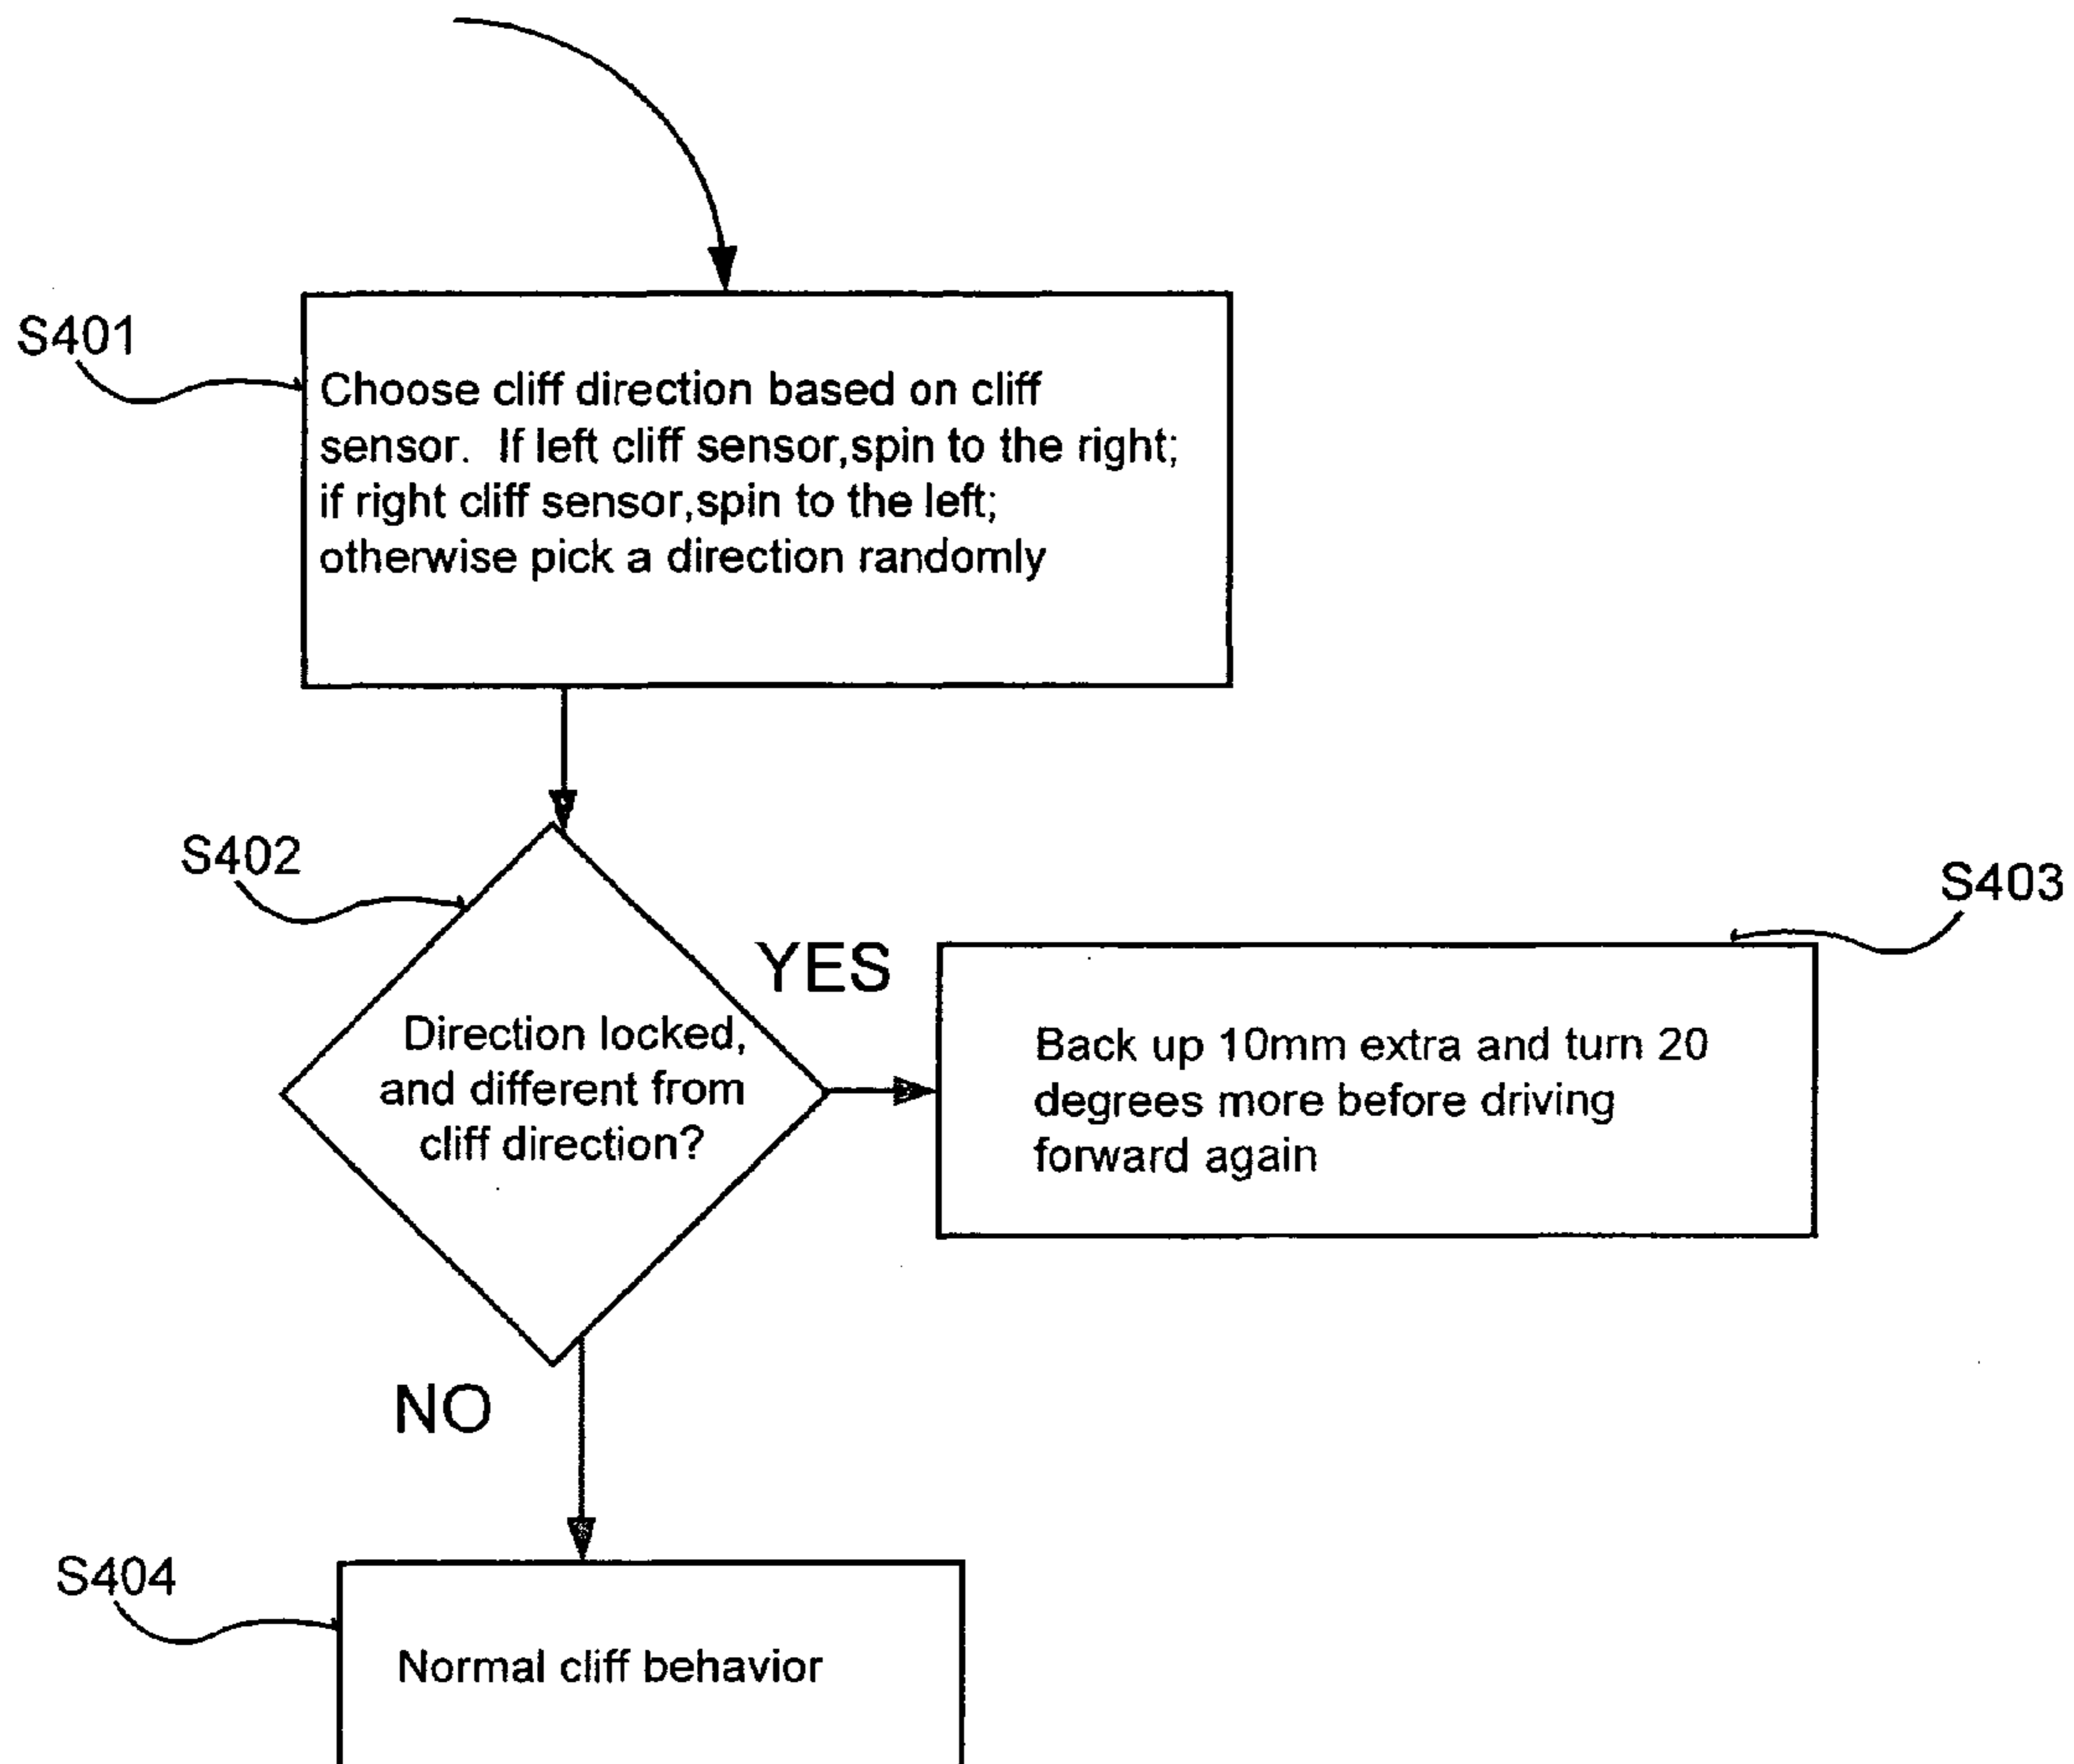 S401
Choose cliff direction based on cliff
sensor. If left cliff sensor,spin to the right;
if right cliff sensor,spin to the left;
otherwise pick a direction randomly
S402
S403
YES
Direction locked,
and different from
cliff direction?
Back up 10mm extra and turn 20
degrees more before driving
forward again
NO
S404
Normal cliff behavior